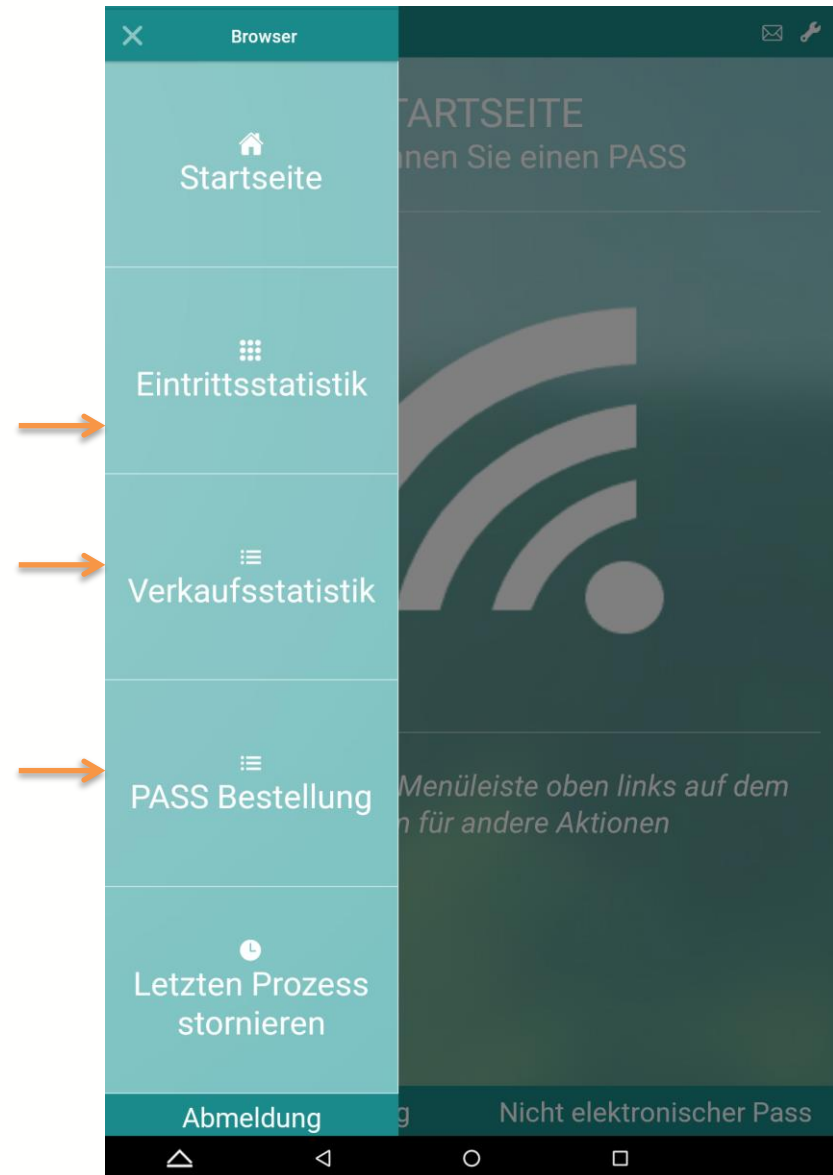 Browser
Startseite
Eintrittsstatistik
Verkaufsstatistik
PASS Bestellung
Letzten Prozess
stornieren
Abmeldung
TARTSEITE
nnen Sie einen PASS
Menüleiste oben links auf dem
n für andere Aktionen
g
Nicht elektronischer Pass